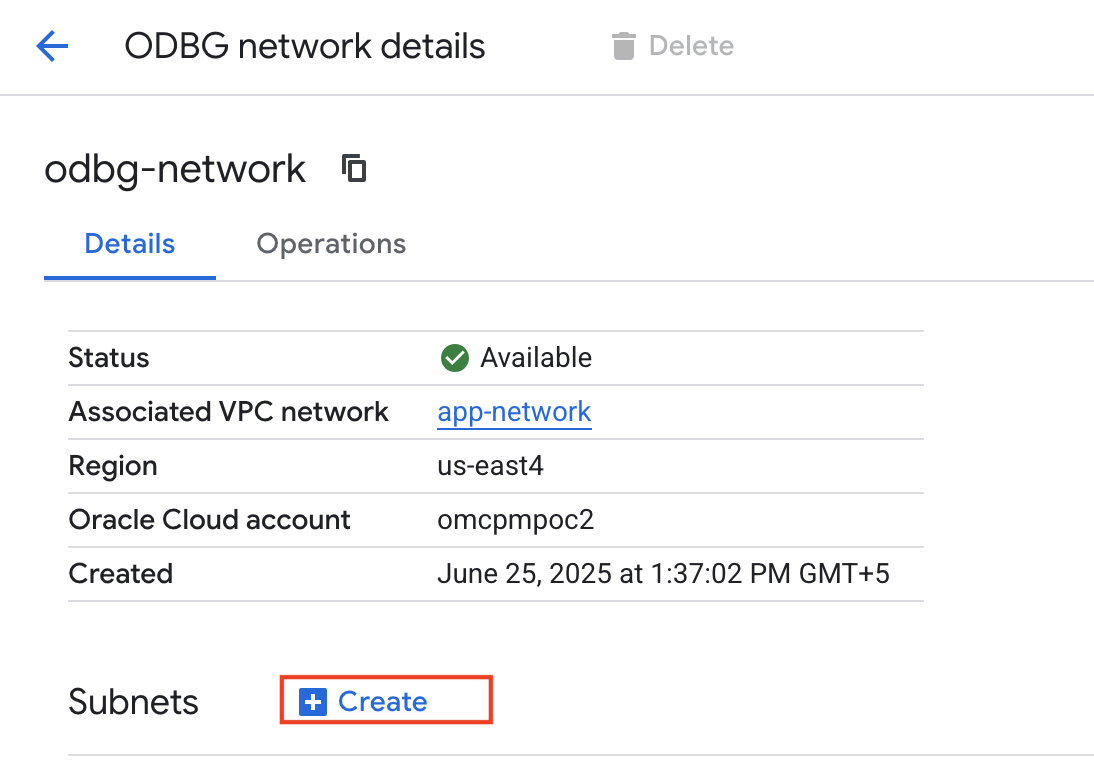 ODBG network details Delete
odbg-network
Details Operations
Status Available
Associated VPC network app-network
Region us-east4
Oracle Cloud account omcpmpoc2
Created June 25, 2025 at 1:37:02 PM GMT+5
Subnets Create